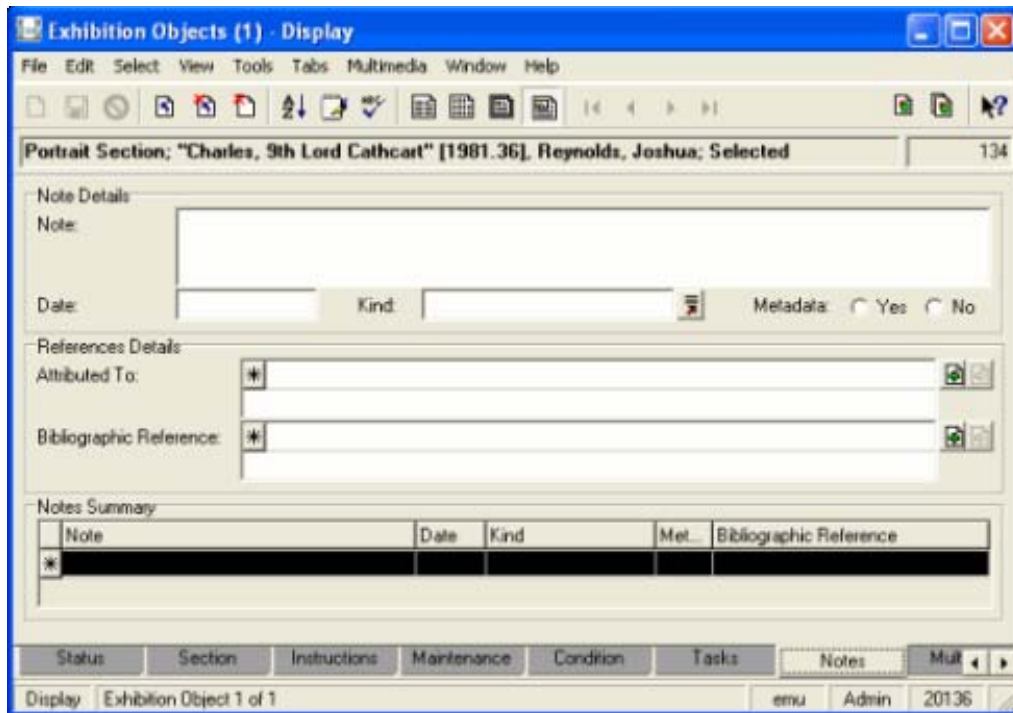 Exhibition Objects (1) - Display
File Edit Select View Tools Tabs Multimedia Window Help
Portrait Section; "Charles, 9th Lord Cathcart" [1981.36], Reynolds, Joshua; Selected 134
Note Details
Note:
Date: Kind: Metadata: Yes No
References Details
Attributed To:
Bibliographic Reference:
Notes Summary
Note Date Kind Met... Bibliographic Reference
Status Section Instructions Maintenance Condition Tasks Notes Mult
Display Exhibition Object 1 of 1 emu Admin 20136